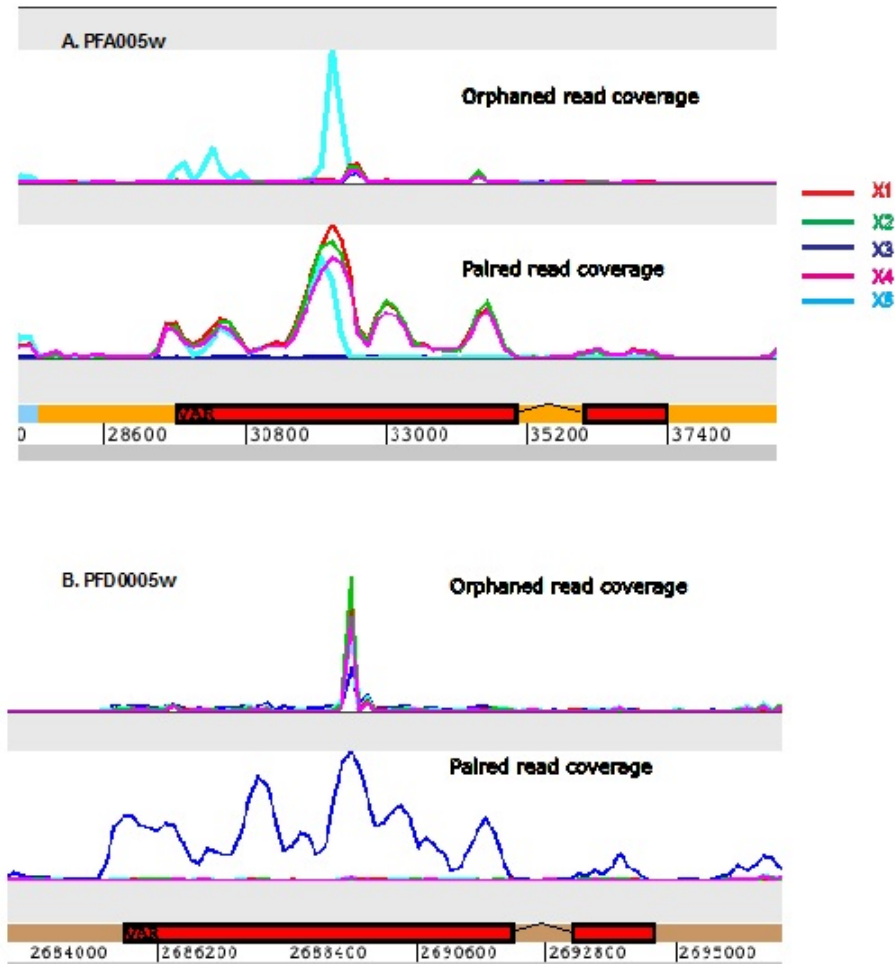 A. PFA005w
Orphaned read coverage
X1
X2
X3
X4
X5
Paired read coverage
VAR
0 28600 30800 33000 35200 37400
B. PFD0005w
Orphaned read coverage
Paired read coverage
VAR
2684000 2686200 2688400 2690600 2692800 2695000